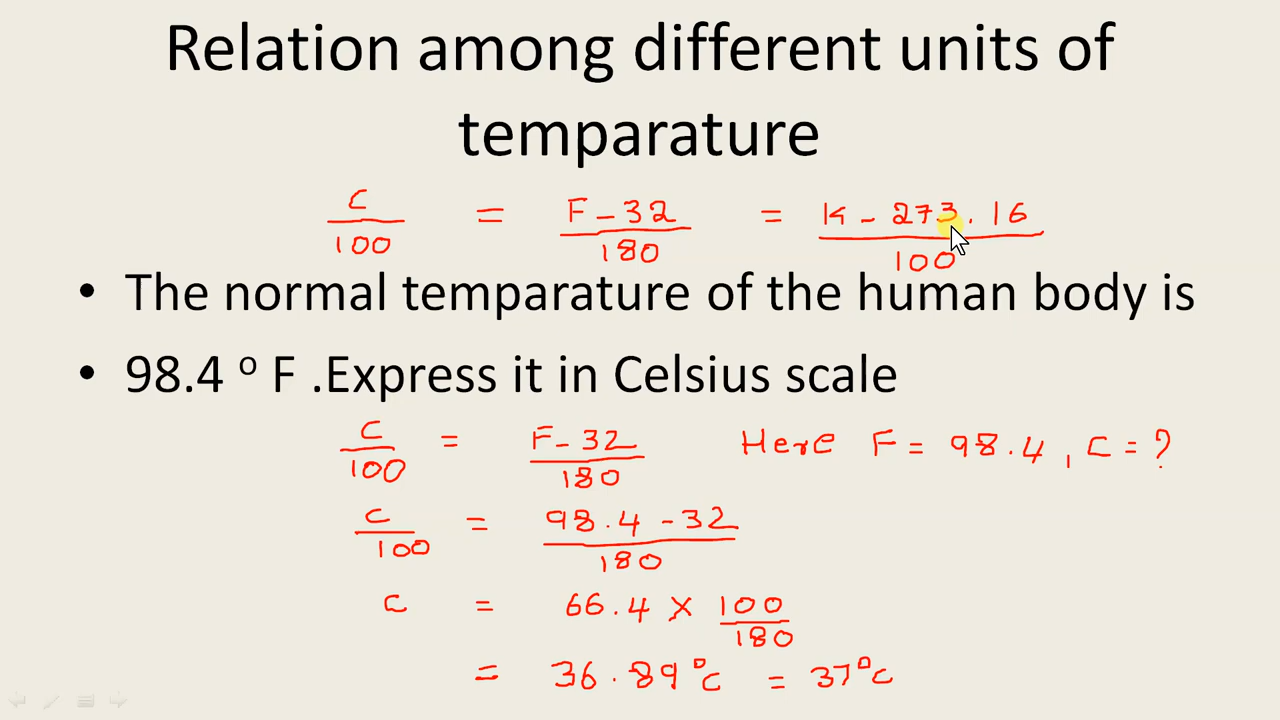 Relation among different units of
temparature
C/100 = F-32/180 = K-273.16/100
• The normal temparature of the human body is
• 98.4 º F .Express it in Celsius scale
C/100 = F-32/180 Here F = 98.4, C = ?
C/100 = 98.4-32/180
C = 66.4 × 100/180
= 36.89°C = 37°C